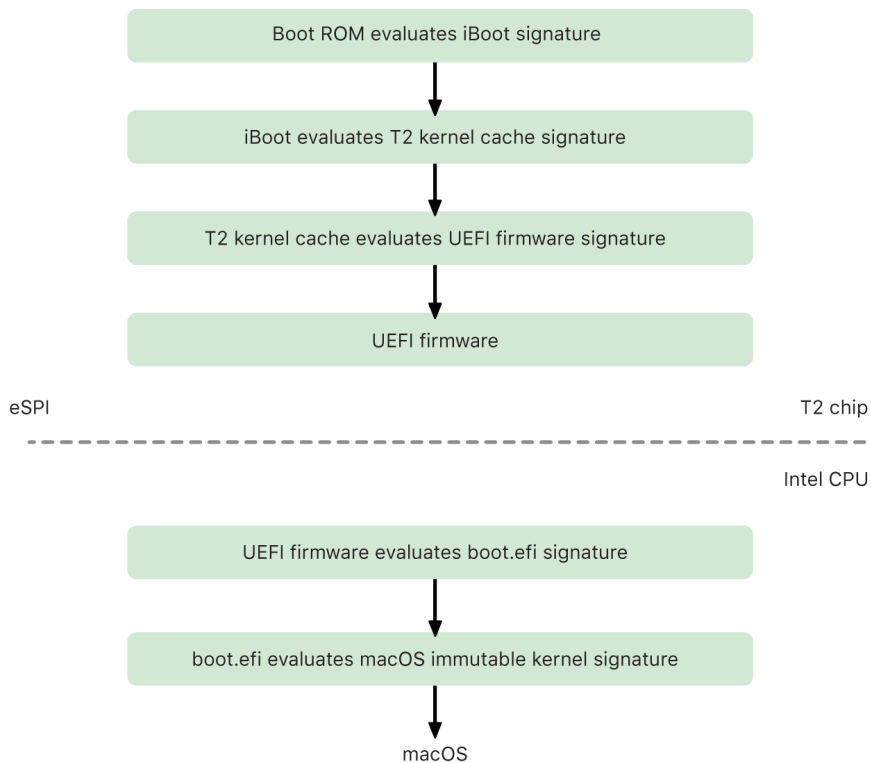 Boot ROM evaluates iBoot signature
iBoot evaluates T2 kernel cache signature
T2 kernel cache evaluates UEFI firmware signature
UEFI firmware
eSPI
T2 chip
Intel CPU
UEFI firmware evaluates boot.efi signature
boot.efi evaluates macOS immutable kernel signature
macOS